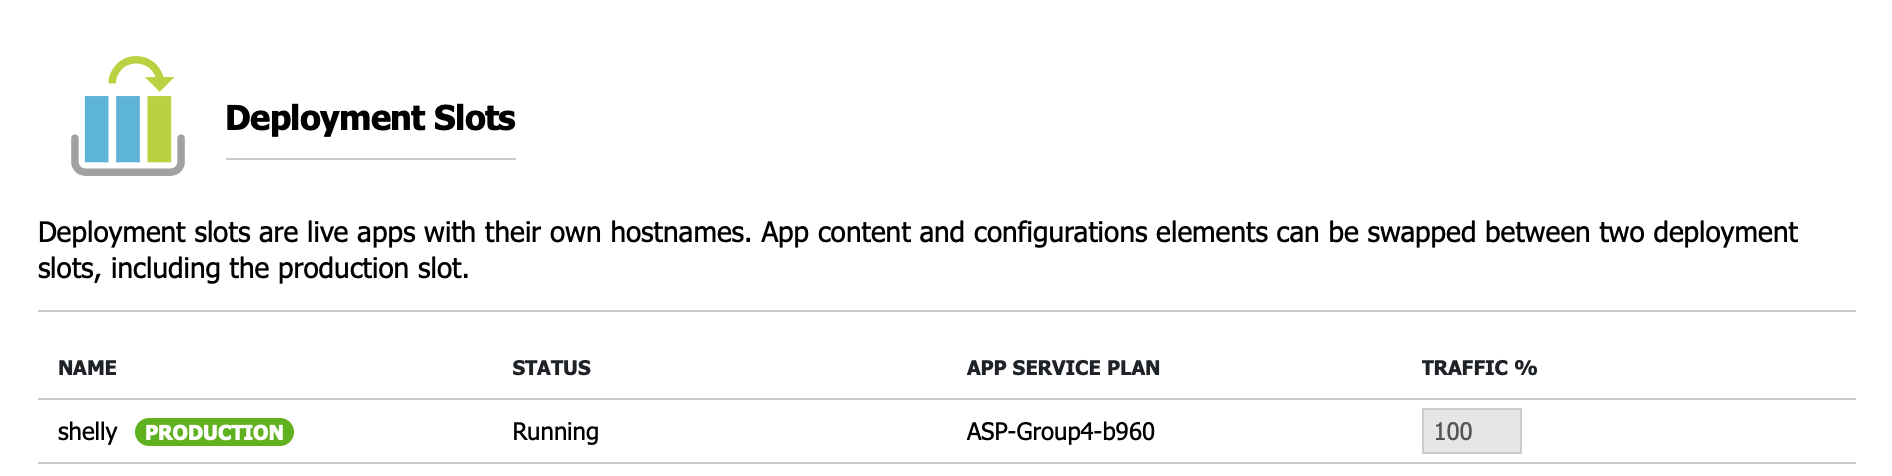 Deployment Slots
Deployment slots are live apps with their own hostnames. App content and configurations elements can be swapped between two deployment
slots, including the production slot.
NAME STATUS APP SERVICE PLAN TRAFFIC %
shelly PRODUCTION Running ASP-Group4-b960 100